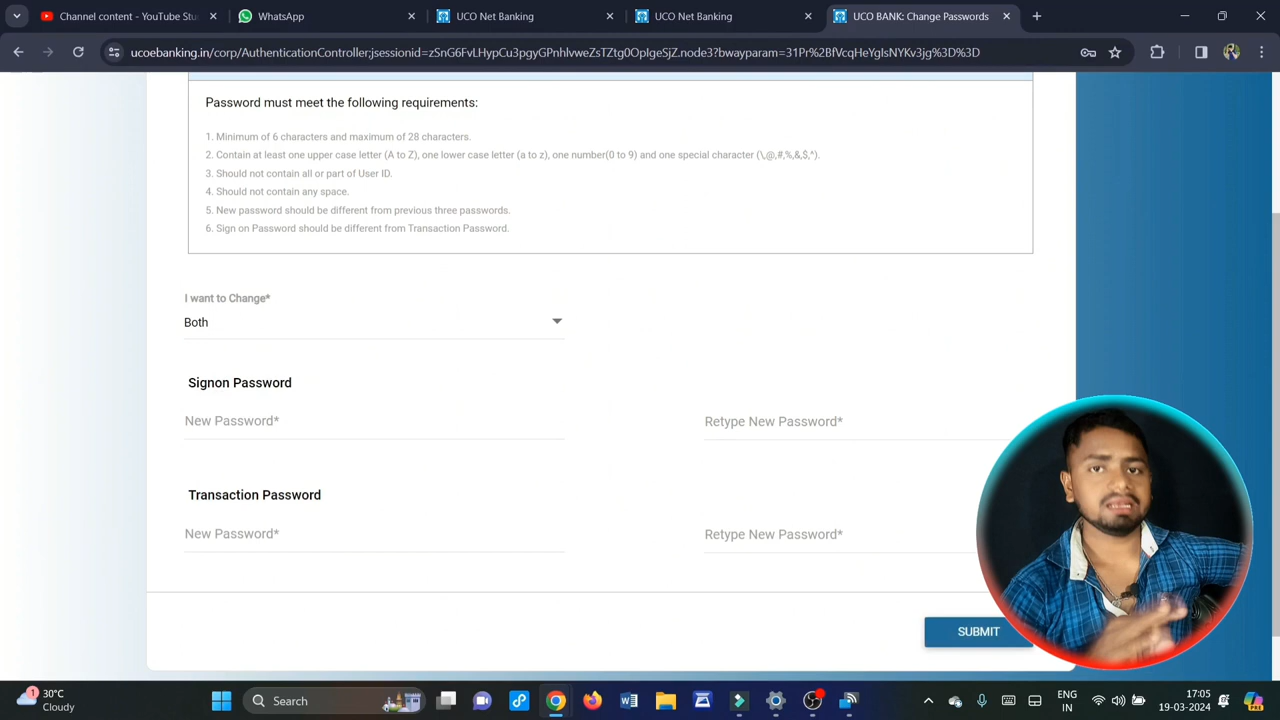 Channel content - YouTube Stu
WhatsApp
UCO Net Banking
UCO Net Banking
UCO BANK: Change Passwords
ucoebanking.in/corp/AuthenticationController;jsessionid=zSnG6FvLHypCu3pgyGPnhlvweZsTZtg0OpIgeSjZ.node3?bwayparam=31Pr%2BfVcqHeYgIsNYKv3jg%3D%3D
Password must meet the following requirements:
1. Minimum of 6 characters and maximum of 28 characters.
2. Contain at least one upper case letter (A to Z), one lower case letter (a to z), one number(0 to 9) and one special character (\,@,#,%,&,$,^).
3. Should not contain all or part of User ID.
4. Should not contain any space.
5. New password should be different from previous three passwords.
6. Sign on Password should be different from Transaction Password.
I want to Change*
Both
Signon Password
New Password*
Retype New Password*
Transaction Password
New Password*
Retype New Password*
SUBMIT
1
30°C
Cloudy
Search
ENG
IN
17:05
19-03-2024
PRE